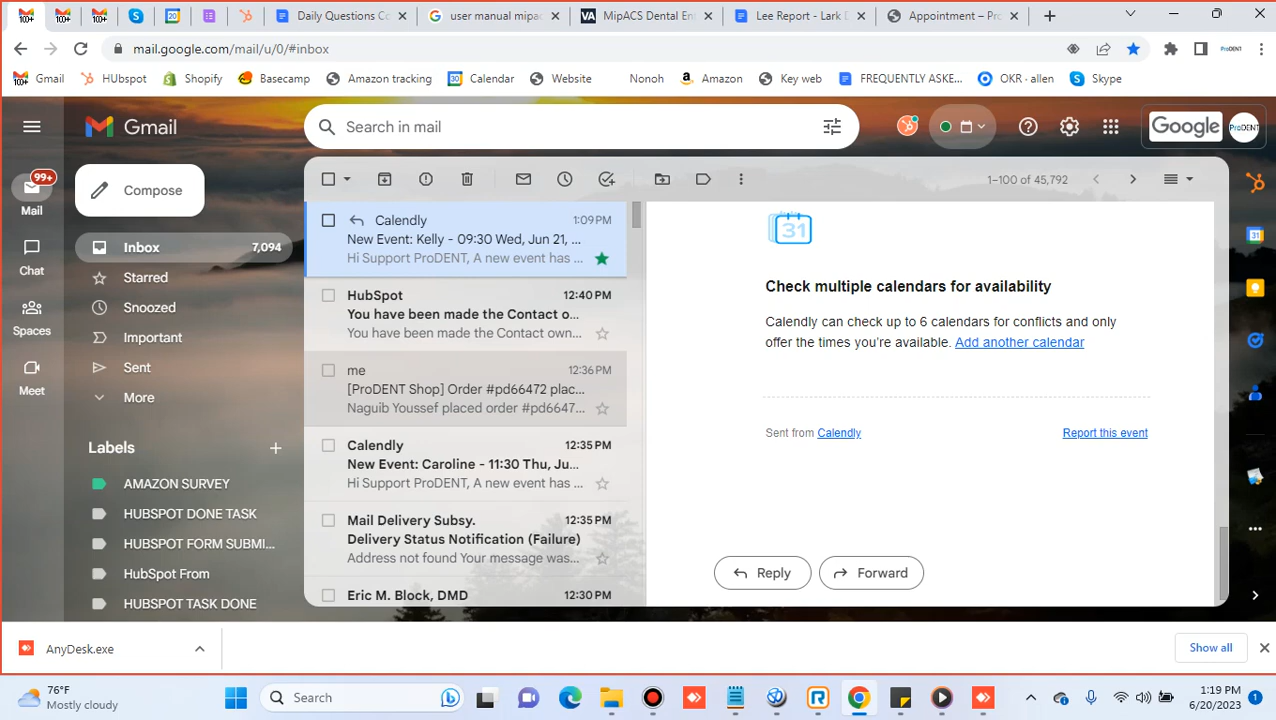 Daily Questions Co
user manual mipac
MipACS Dental En
Lee Report - Lark D
Appointment – Pro
mail.google.com/mail/u/0/#inbox
Gmail
HUbspot
Shopify
Basecamp
Amazon tracking
Calendar
Website
Nonoh
Amazon
Key web
FREQUENTLY ASKE...
OKR · allen
Skype
Gmail
Search in mail
Google
ProDENT
99+
Mail
Compose
1–100 of 45,792
Chat
Spaces
Meet
Inbox 7,094
Starred
Snoozed
Important
Sent
More
Labels
AMAZON SURVEY
HUBSPOT DONE TASK
HUBSPOT FORM SUBMI...
HubSpot From
HUBSPOT TASK DONE
Calendly 1:09 PM
New Event: Kelly - 09:30 Wed, Jun 21, ...
Hi Support ProDENT, A new event has ...
HubSpot 12:40 PM
You have been made the Contact o...
You have been made the Contact own...
me 12:36 PM
[ProDENT Shop] Order #pd66472 plac...
Naguib Youssef placed order #pd6647...
Calendly 12:35 PM
New Event: Caroline - 11:30 Thu, Ju...
Hi Support ProDENT, A new event has ...
Mail Delivery Subsy. 12:35 PM
Delivery Status Notification (Failure)
Address not found Your message was...
Eric M. Block, DMD 12:30 PM
31
Check multiple calendars for availability
Calendly can check up to 6 calendars for conflicts and only
offer the times you're available. Add another calendar
Sent from Calendly
Report this event
Reply
Forward
AnyDesk.exe
Show all
76°F
Mostly cloudy
Search
1:19 PM
6/20/2023